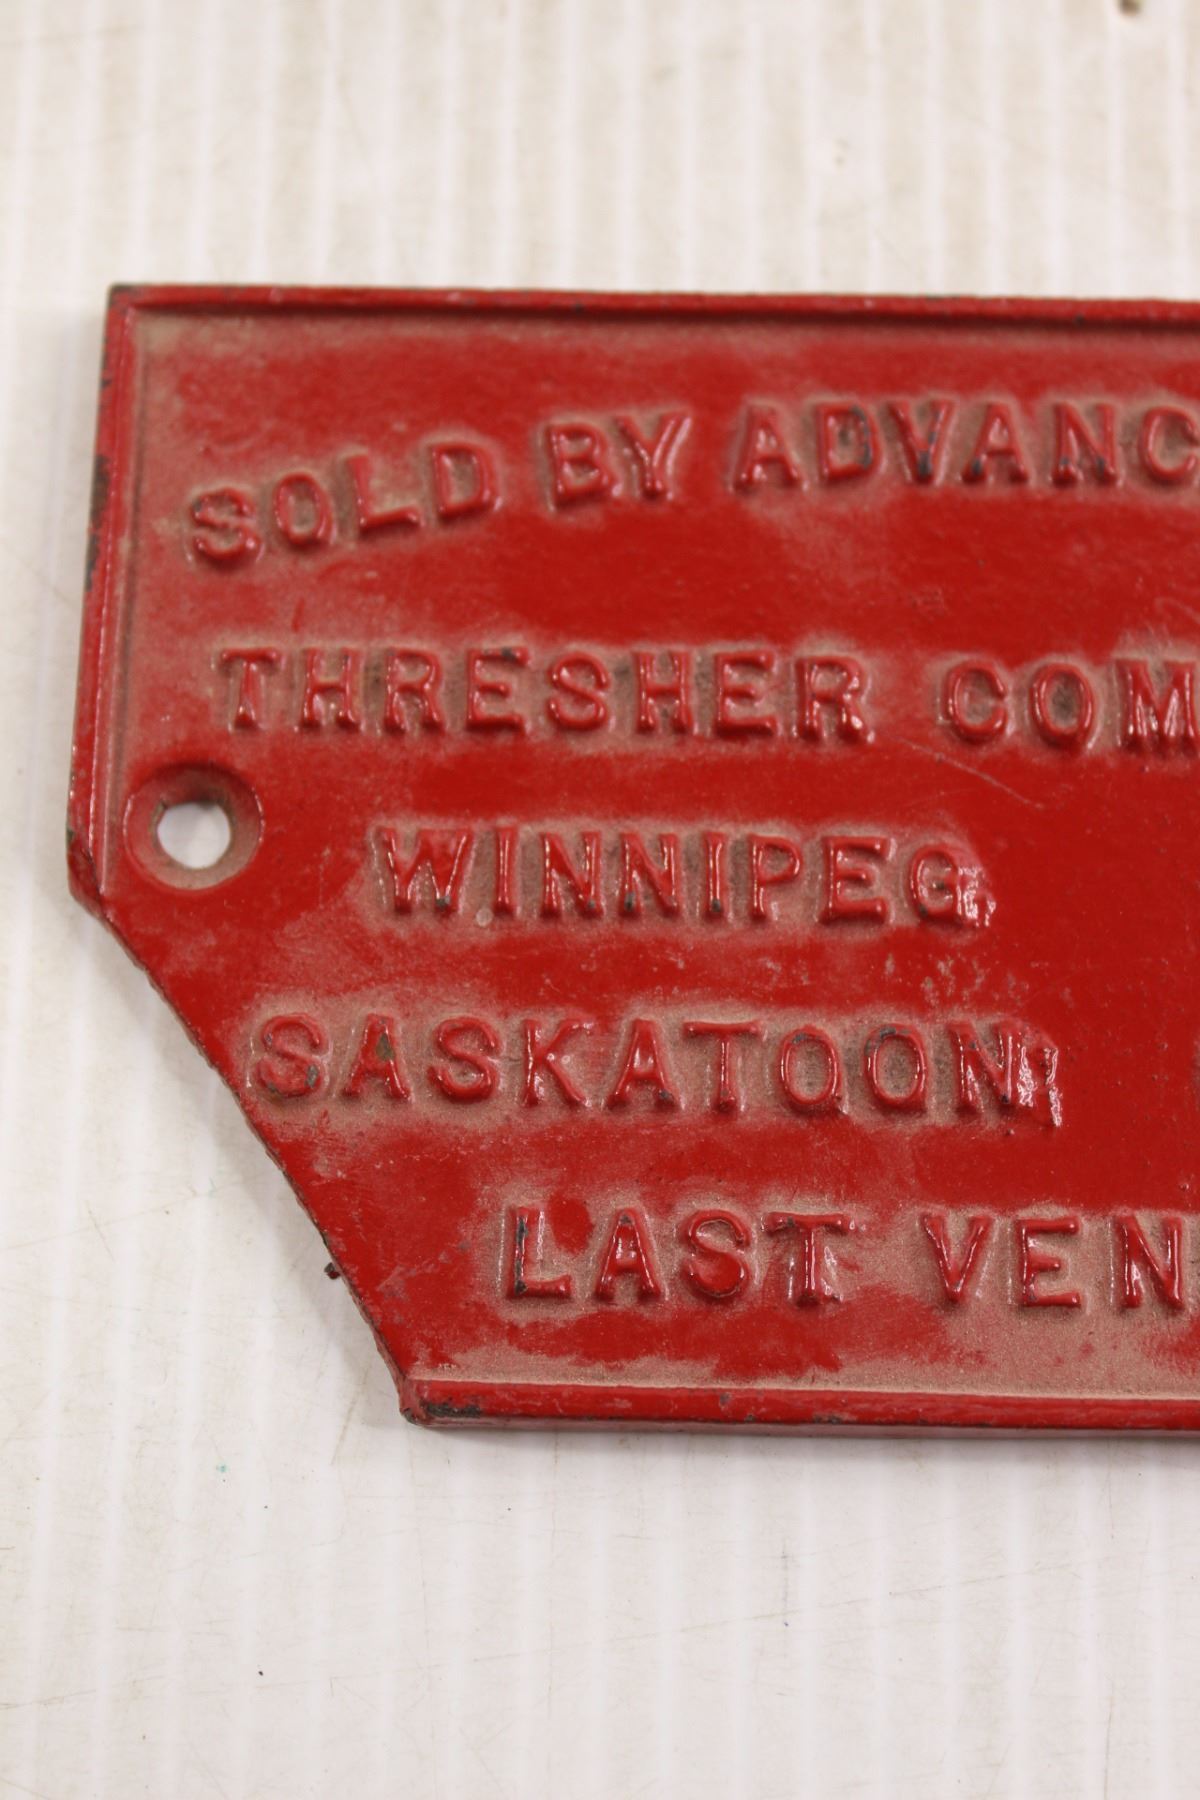 SOLD BY ADVANC
THRESHER COM
WINNIPEG,
SASKATOON,
LAST VEN